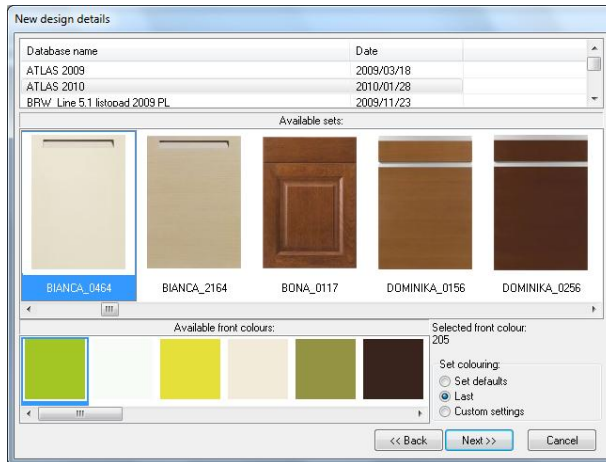 New design details
Database name Date
ATLAS 2009 2009/03/18
ATLAS 2010 2010/01/28
BRW_Line 5.1 listopad 2009 PL 2009/11/23
Available sets:
BIANCA_0464 BIANCA_2164 BONA_0117 DOMINIKA_0156 DOMINIKA_0256
Available front colours:
Selected front colour:
205
Set colouring:
Set defaults
Last
Custom settings
<< Back Next >> Cancel